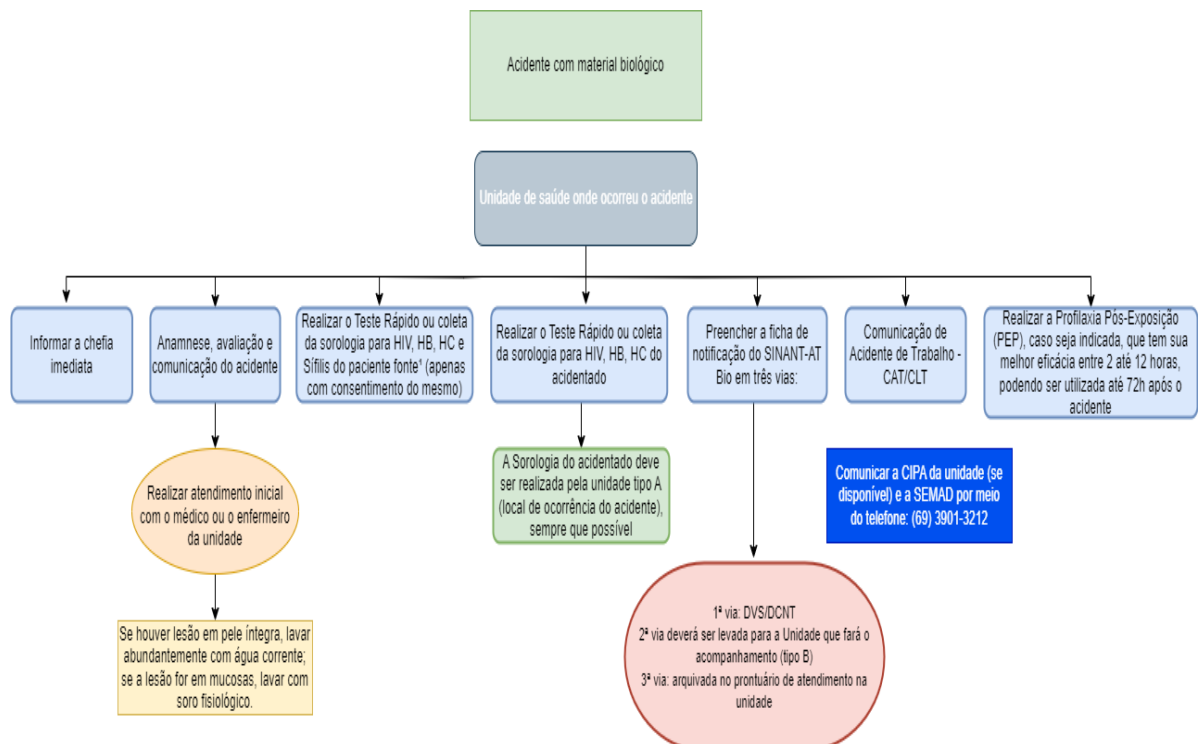 Acidente com material biológico
Unidade de saúde onde ocorreu o acidente
Informar a chefia
imediata
Anamnese, avaliação e
comunicação do acidente
Realizar o Teste Rápido ou coleta
da sorologia para HIV, HB, HC e
Sífilis do paciente fonte¹ (apenas
com consentimento do mesmo)
Realizar o Teste Rápido ou coleta
da sorologia para HIV, HB, HC do
acidentado
Preencher a ficha de
notificação do SINANT-AT
Bio em três vias:
Comunicação de
Acidente de Trabalho -
CAT/CLT
Realizar a Profilaxia Pós-Exposição
(PEP), caso seja indicada, que tem sua
melhor eficácia entre 2 até 12 horas,
podendo ser utilizada até 72h após o
acidente
Realizar atendimento inicial
com o médico ou o enfermeiro
da unidade
A Sorologia do acidentado deve
ser realizada pela unidade tipo A
(local de ocorrência do acidente),
sempre que possível
Comunicar a CIPA da unidade (se
disponível) e a SEMAD por meio
do telefone: (69) 3901-3212
Se houver lesão em pele íntegra, lavar
abundantemente com água corrente;
se a lesão for em mucosas, lavar com
soro fisiológico.
1ª via: DVS/DCNT
2ª via deverá ser levada para a Unidade que fará o
acompanhamento (tipo B)
3ª via: arquivada no prontuário de atendimento na
unidade